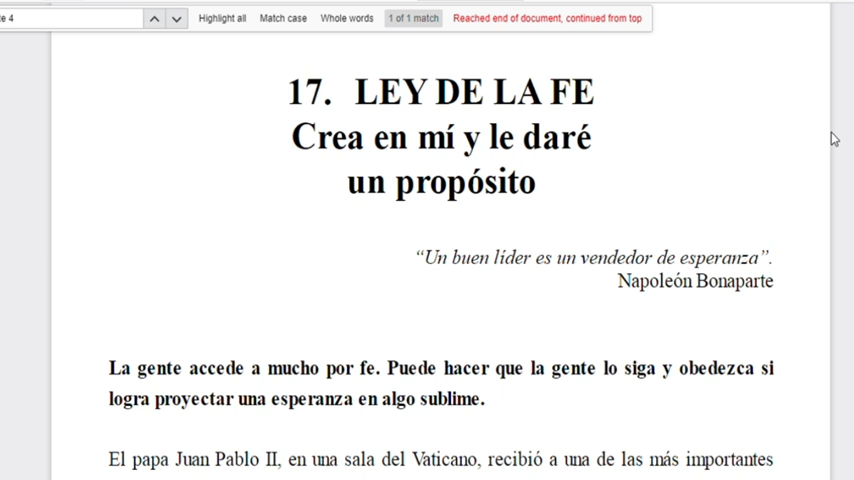 e 4
Highlight all
Match case
Whole words
1 of 1 match
Reached end of document, continued from top
17. LEY DE LA FE
Crea en mí y le daré
un propósito
“Un buen líder es un vendedor de esperanza”.
Napoleón Bonaparte
La gente accede a mucho por fe. Puede hacer que la gente lo siga y obedezca si
logra proyectar una esperanza en algo sublime.
El papa Juan Pablo II, en una sala del Vaticano, recibió a una de las más importantes